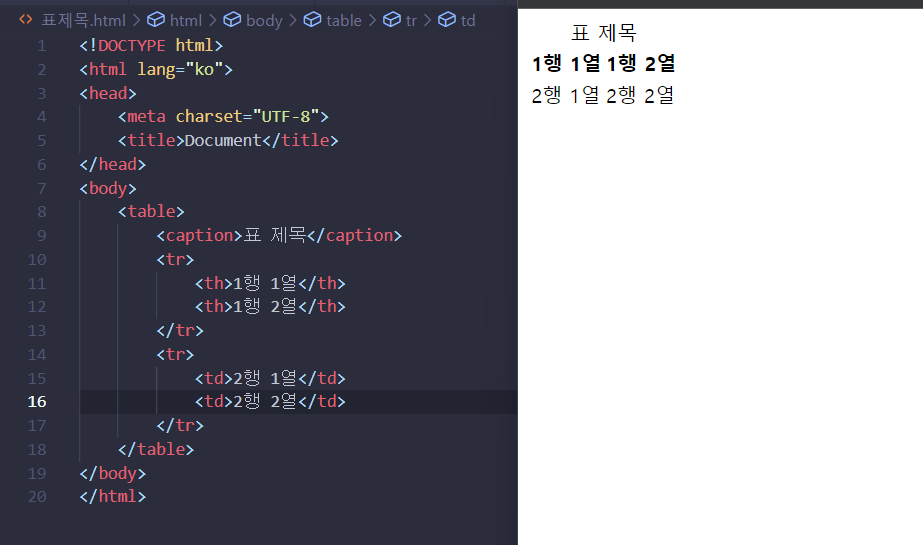 표제목.html > html > body > table > tr > td
1 <!DOCTYPE html>
2 <html lang="ko">
3 <head>
4     <meta charset="UTF-8">
5     <title>Document</title>
6 </head>
7 <body>
8     <table>
9         <caption>표 제목</caption>
10         <tr>
11             <th>1행 1열</th>
12             <th>1행 2열</th>
13         </tr>
14         <tr>
15             <td>2행 1열</td>
16             <td>2행 2열</td>
17         </tr>
18     </table>
19 </body>
20 </html>
표 제목
1행 1열 1행 2열
2행 1열 2행 2열